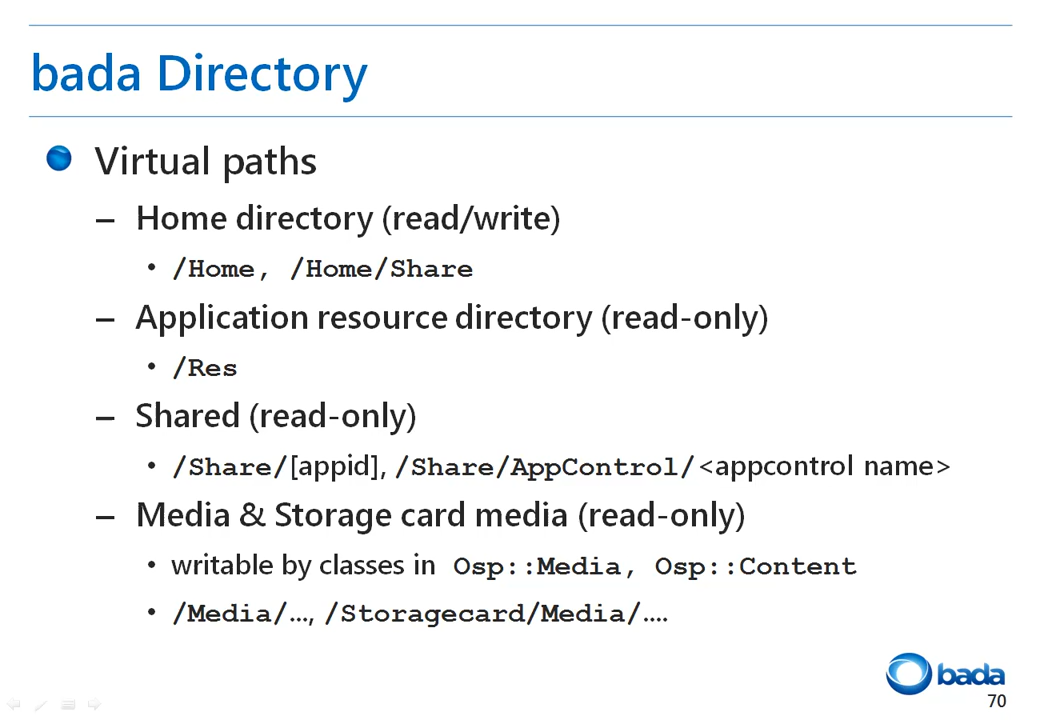 bada Directory
Virtual paths
– Home directory (read/write)
• /Home, /Home/Share
– Application resource directory (read-only)
• /Res
– Shared (read-only)
• /Share/[appid], /Share/AppControl/<appcontrol name>
– Media & Storage card media (read-only)
• writable by classes in Osp::Media, Osp::Content
• /Media/…, /Storagecard/Media/….
bada
70